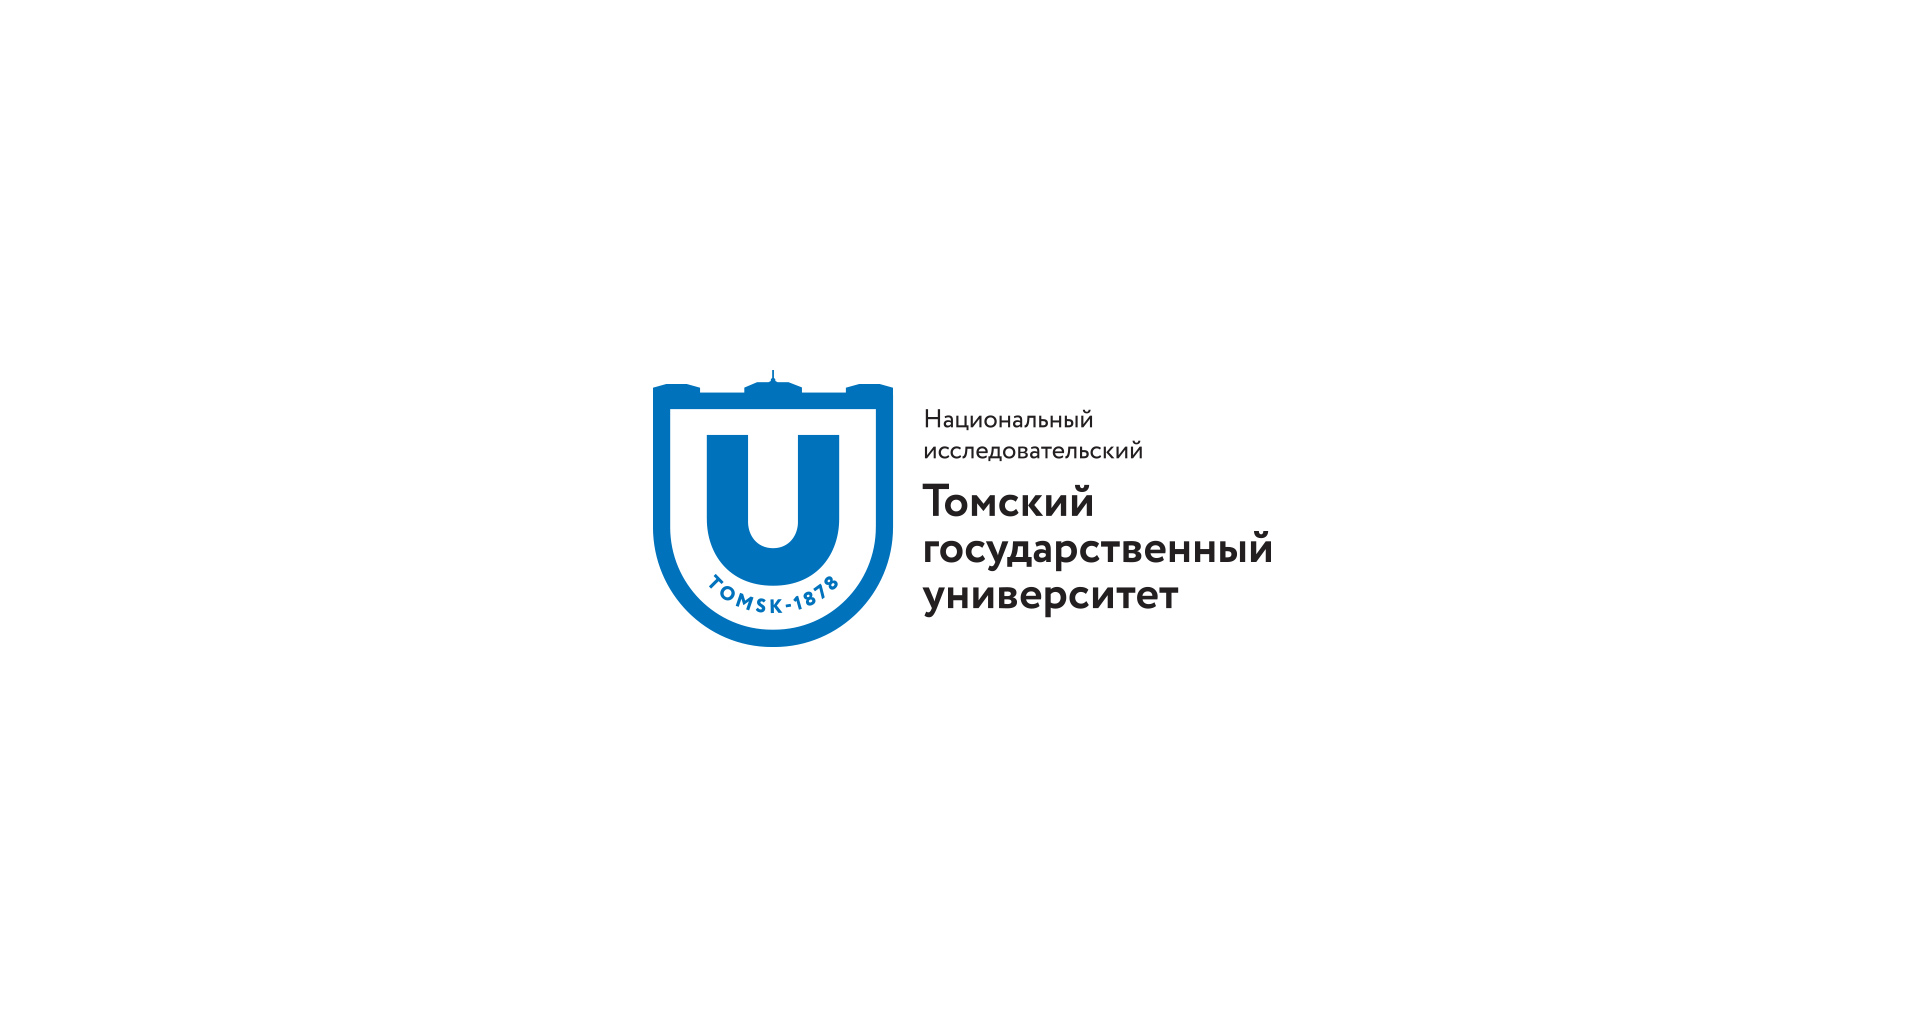 U
TOMSK-1878
Национальный
исследовательский
Томский
государственный
университет